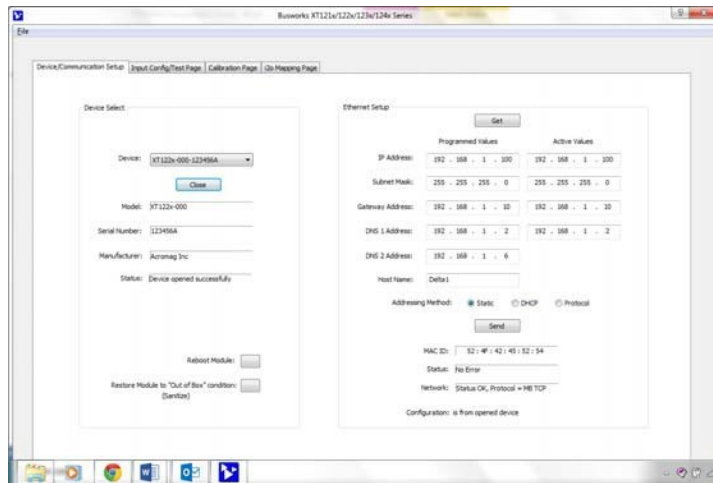 Busworks XT121x/122x/123x/124x Series
File
Device/Communication Setup Input Config/Test Page Calibration Page i2o Mapping Page
Device Select
Device: XT122x-000-123456A
Close
Model: XT122x-000
Serial Number: 123456A
Manufacturer: Acromag Inc
Status: Device opened successfully
Reboot Module:
Restore Module to "Out of Box" condition:
(Sanitize)
Ethernet Setup
Get
Programmed Values Active Values
IP Address: 192 . 168 . 1 . 100 192 . 168 . 1 . 100
Subnet Mask: 255 . 255 . 255 . 0 255 . 255 . 255 . 0
Gateway Address: 192 . 168 . 1 . 10 192 . 168 . 1 . 10
DNS 1 Address: 192 . 168 . 1 . 2 192 . 168 . 1 . 2
DNS 2 Address: 192 . 168 . 1 . 6
Host Name: Delta1
Addressing Method: Static DHCP Protocol
Send
MAC ID: 52 : 4F : 42 : 45 : 52 : 54
Status: No Error
Network: Status OK, Protocol = MB TCP
Configuration: is from opened device